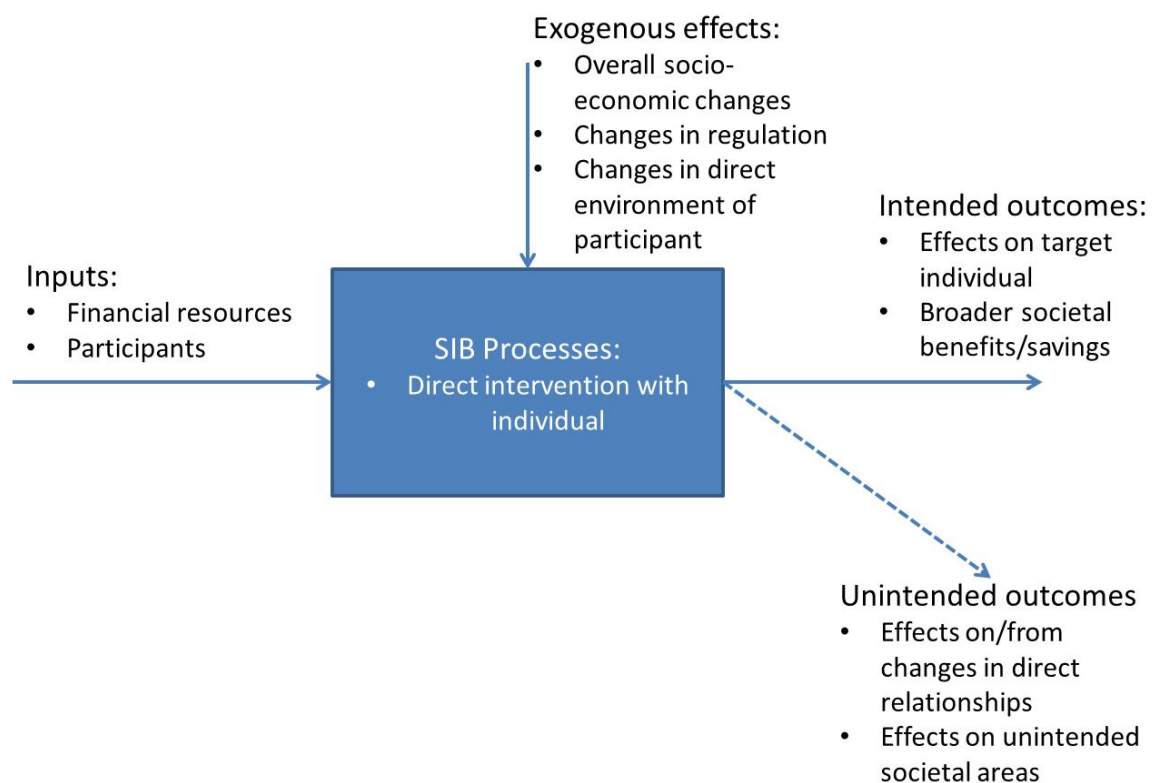 Exogenous effects:
• Overall socio-
economic changes
• Changes in regulation
• Changes in direct
environment of
participant
Intended outcomes:
• Effects on target
individual
• Broader societal
benefits/savings
Inputs:
• Financial resources
• Participants
SIB Processes:
• Direct intervention with
individual
Unintended outcomes
• Effects on/from
changes in direct
relationships
• Effects on unintended
societal areas